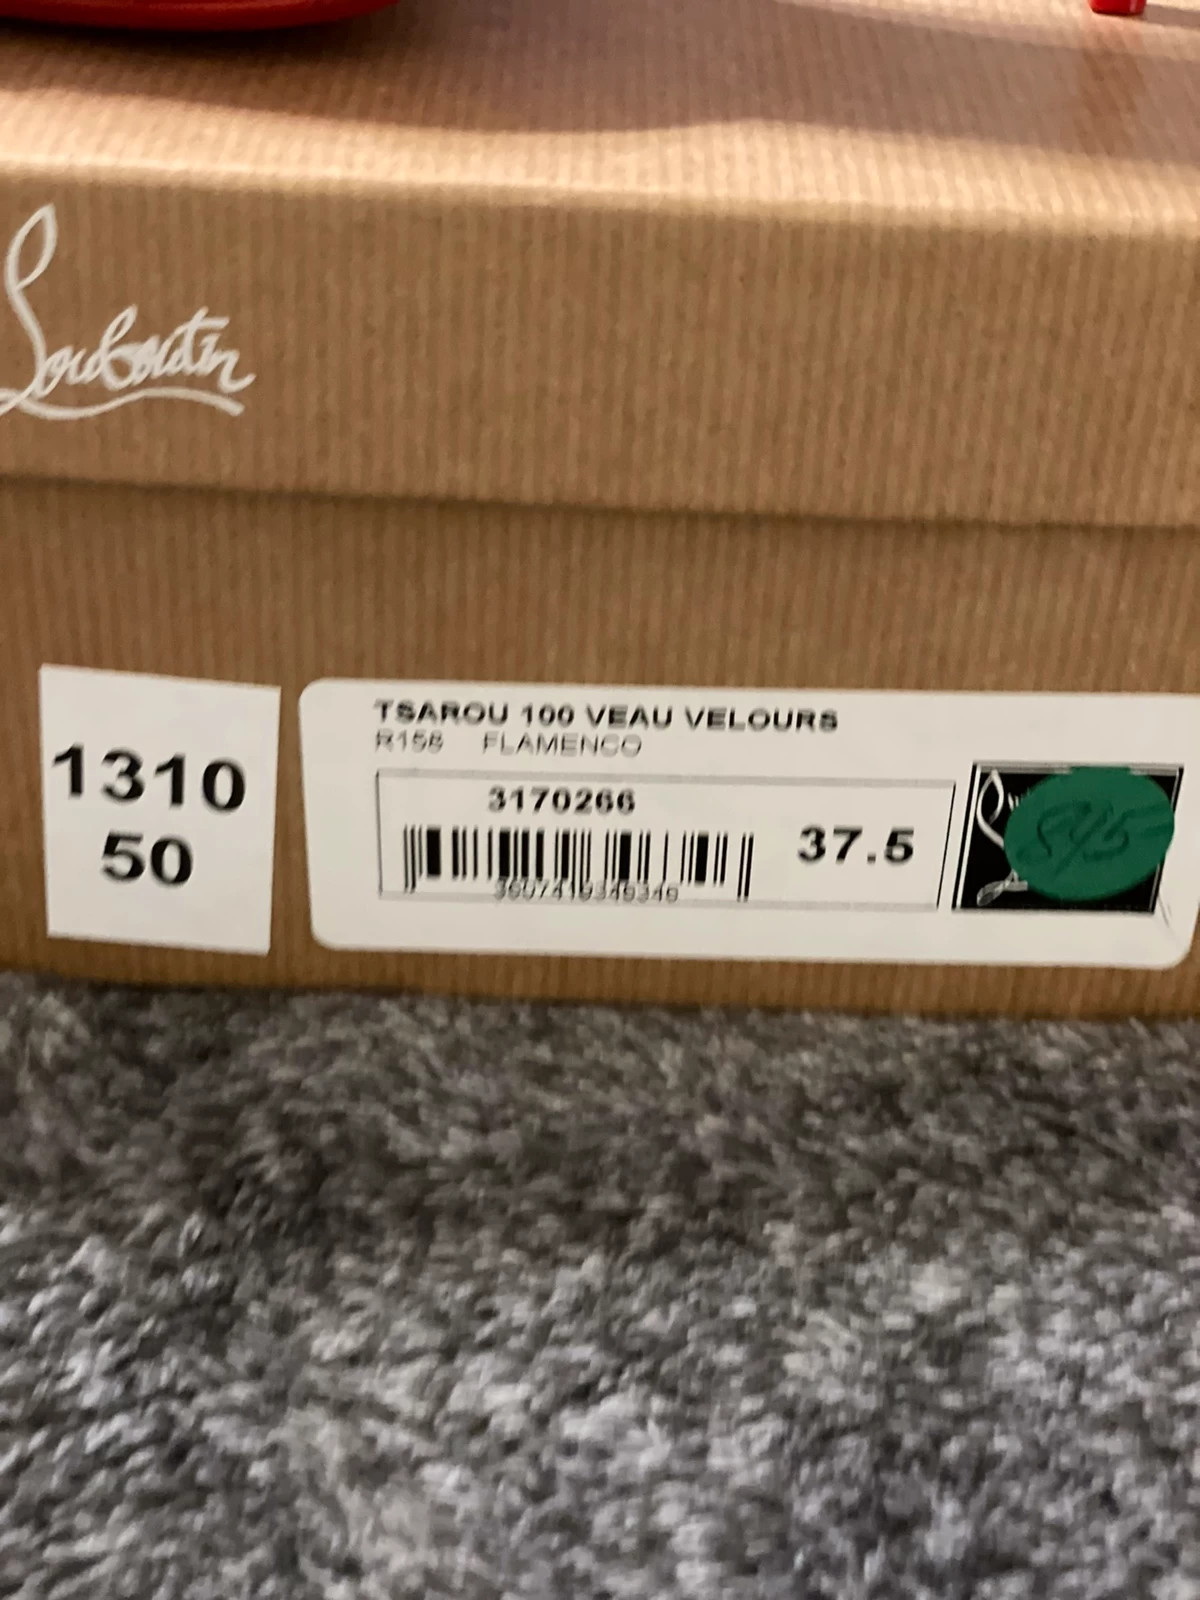 Louboutin
1310
50
TSAROU 100 VEAU VELOURS
R158 FLAMENCO
3170266
37.5